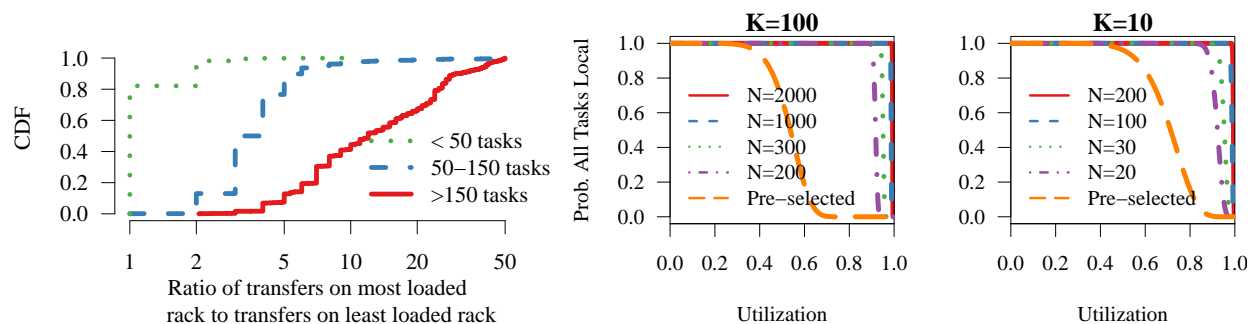 CDF
1.0
0.8
0.6
0.4
0.2
0.0
< 50 tasks
50−150 tasks
>150 tasks
1 2 5 10 20 50
Ratio of transfers on most loaded
rack to transfers on least loaded rack
K=100
Prob. All Tasks Local
1.0
0.8
0.6
0.4
0.2
0.0
N=2000
N=1000
N=300
N=200
Pre−selected
0.0 0.2 0.4 0.6 0.8 1.0
Utilization
K=10
1.0
0.8
0.6
0.4
0.2
0.0
N=200
N=100
N=30
N=20
Pre−selected
0.0 0.2 0.4 0.6 0.8 1.0
Utilization